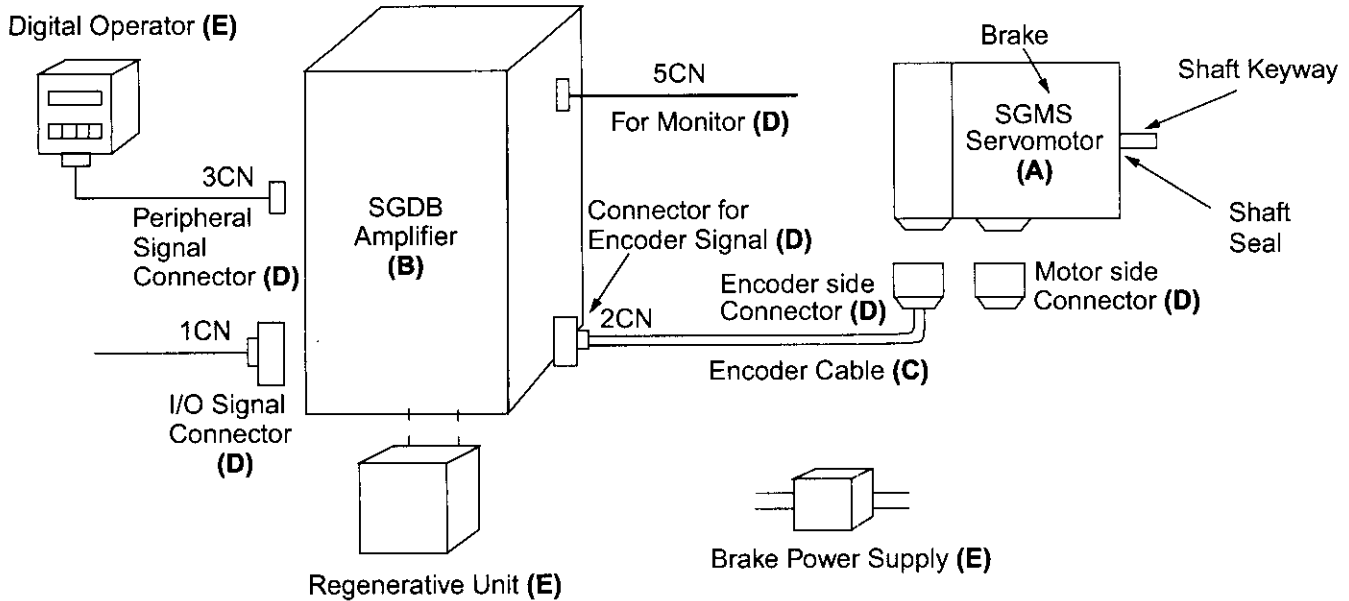 Digital Operator (E)
3CN
Peripheral
Signal
Connector (D)
1CN
I/O Signal
Connector
(D)
SGDB
Amplifier
(B)
Regenerative Unit (E)
5CN
For Monitor (D)
Connector for
Encoder Signal (D)
2CN
Encoder side
Connector (D)
Encoder Cable (C)
Motor side
Connector (D)
Brake
SGMS
Servomotor
(A)
Shaft Keyway
Shaft
Seal
Brake Power Supply (E)